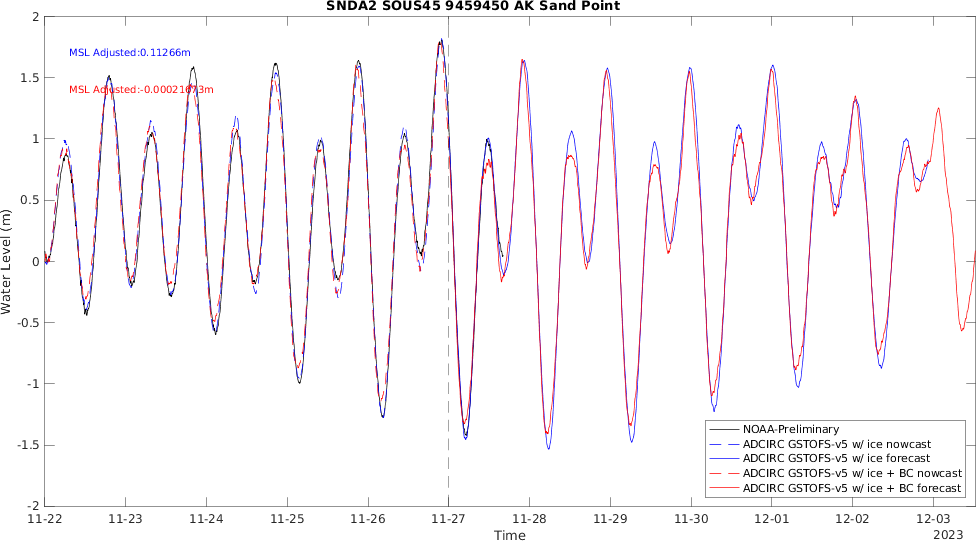 SNDA2 SOUS45 9459450 AK Sand Point
2
1.5
1
0.5
0
-0.5
-1
-1.5
-2
Water Level (m)
MSL Adjusted:0.11266m
MSL Adjusted:-0.00021673m
NOAA-Preliminary
ADCIRC GSTOFS-v5 w/ ice nowcast
ADCIRC GSTOFS-v5 w/ ice forecast
ADCIRC GSTOFS-v5 w/ ice + BC nowcast
ADCIRC GSTOFS-v5 w/ ice + BC forecast
11-22 11-23 11-24 11-25 11-26 11-27 11-28 11-29 11-30 12-01 12-02 12-03
Time
2023